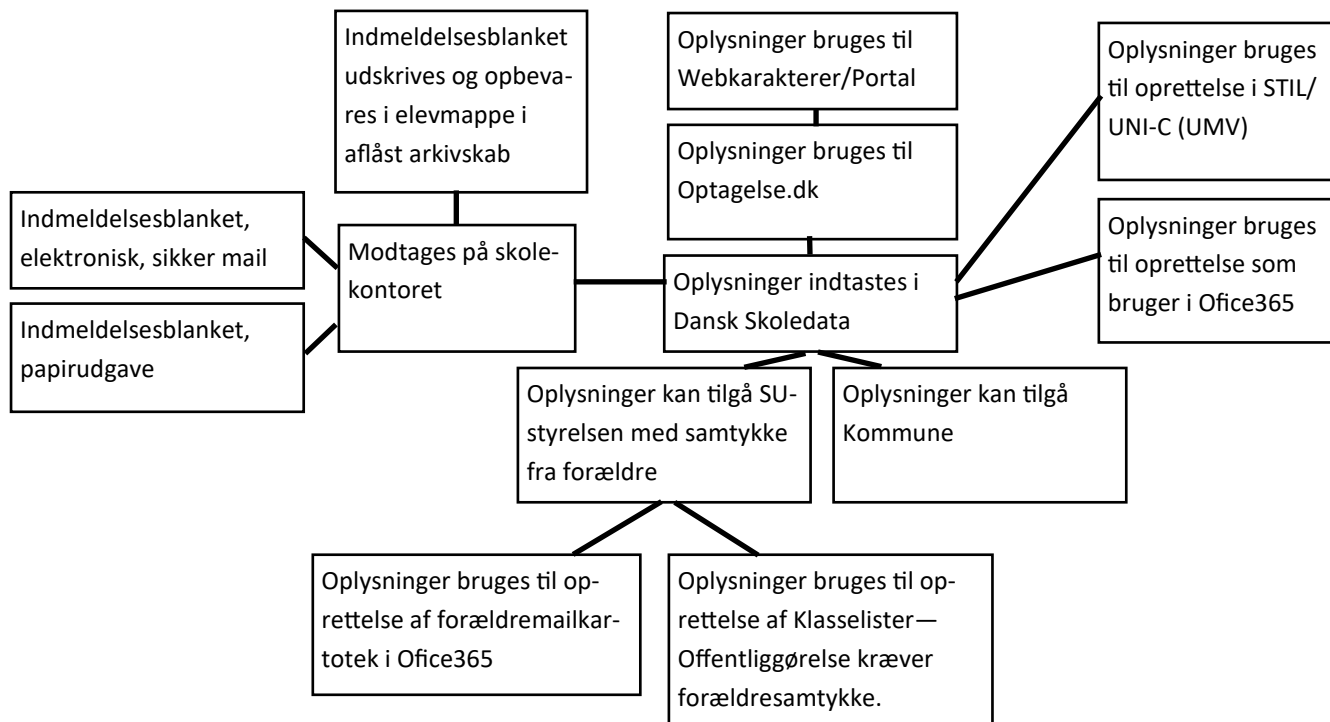 Indmeldelsesblanket
udskrives og opbeva-
res i elevmappe i
aflåst arkivskab
Oplysninger bruges til
Webkarakterer/Portal
Oplysninger bruges
til oprettelse i STIL/
UNI-C (UMV)
Oplysninger bruges til
Optagelse.dk
Indmeldelsesblanket,
elektronisk, sikker mail
Modtages på skole-
kontoret
Oplysninger bruges
til oprettelse som
bruger i Ofice365
Oplysninger indtastes i
Dansk Skoledata
Indmeldelsesblanket,
papirudgave
Oplysninger kan tilgå SU-
styrelsen med samtykke
fra forældre
Oplysninger kan tilgå
Kommune
Oplysninger bruges til op-
rettelse af forældremailkar-
totek i Ofice365
Oplysninger bruges til op-
rettelse af Klasselister—
Offentliggørelse kræver
forældresamtykke.